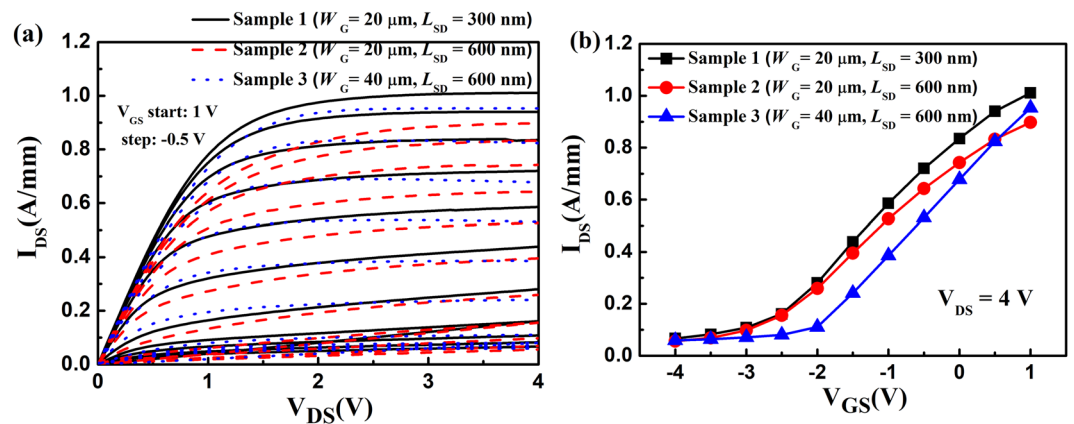 (a)
Sample 1 (W_G= 20 μm, L_SD = 300 nm)
Sample 2 (W_G= 20 μm, L_SD = 600 nm)
Sample 3 (W_G= 40 μm, L_SD = 600 nm)
V_GS start: 1 V
step: -0.5 V
I_DS(A/mm)
1.2
1.0
0.8
0.6
0.4
0.2
0.0
0 1 2 3 4
V_DS(V)
(b)
Sample 1 (W_G= 20 μm, L_SD = 300 nm)
Sample 2 (W_G= 20 μm, L_SD = 600 nm)
Sample 3 (W_G= 40 μm, L_SD = 600 nm)
I_DS(A/mm)
1.2
1.0
0.8
0.6
0.4
0.2
0.0
V_DS = 4 V
-4 -3 -2 -1 0 1
V_GS(V)